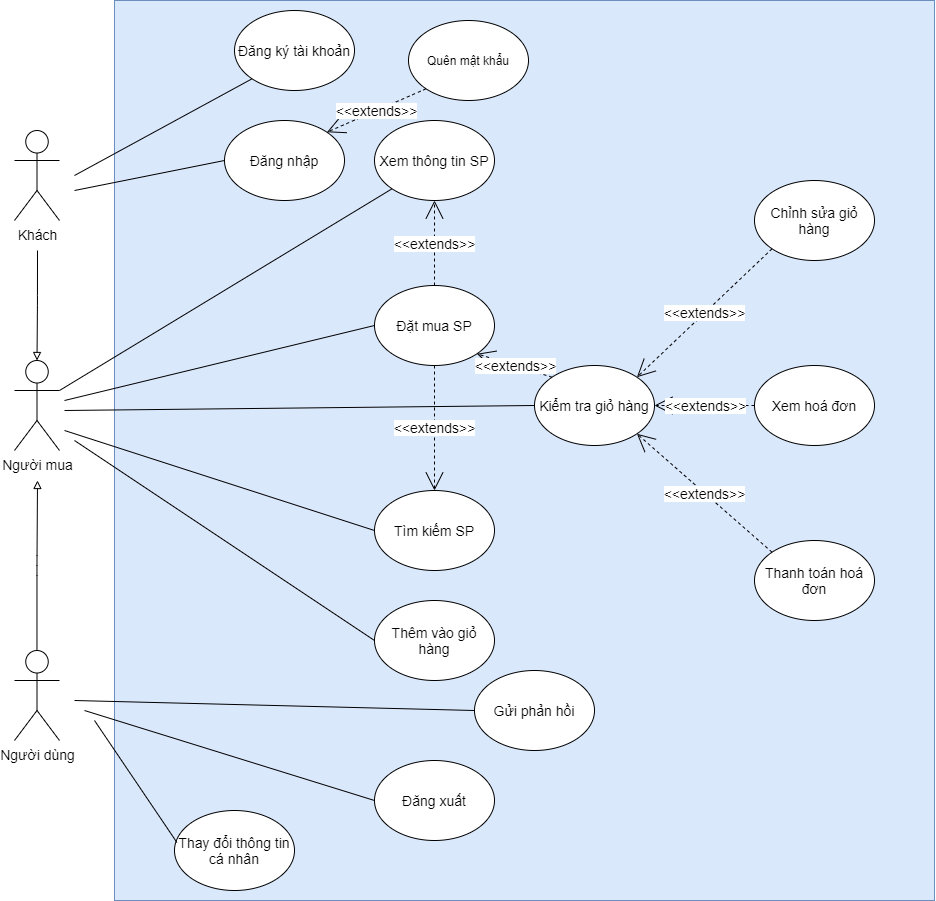 Đăng ký tài khoản
Quên mật khẩu
<<extends>>
Đăng nhập
Xem thông tin SP
Khách
Chỉnh sửa giỏ
hàng
<<extends>>
<<extends>>
Đặt mua SP
<<extends>>
Kiểm tra giỏ hàng
<<extends>>
Xem hoá đơn
<<extends>>
Người mua
<<extends>>
Tìm kiếm SP
Thanh toán hoá
đơn
Thêm vào giỏ
hàng
Gửi phản hồi
Người dùng
Đăng xuất
Thay đổi thông tin
cá nhân